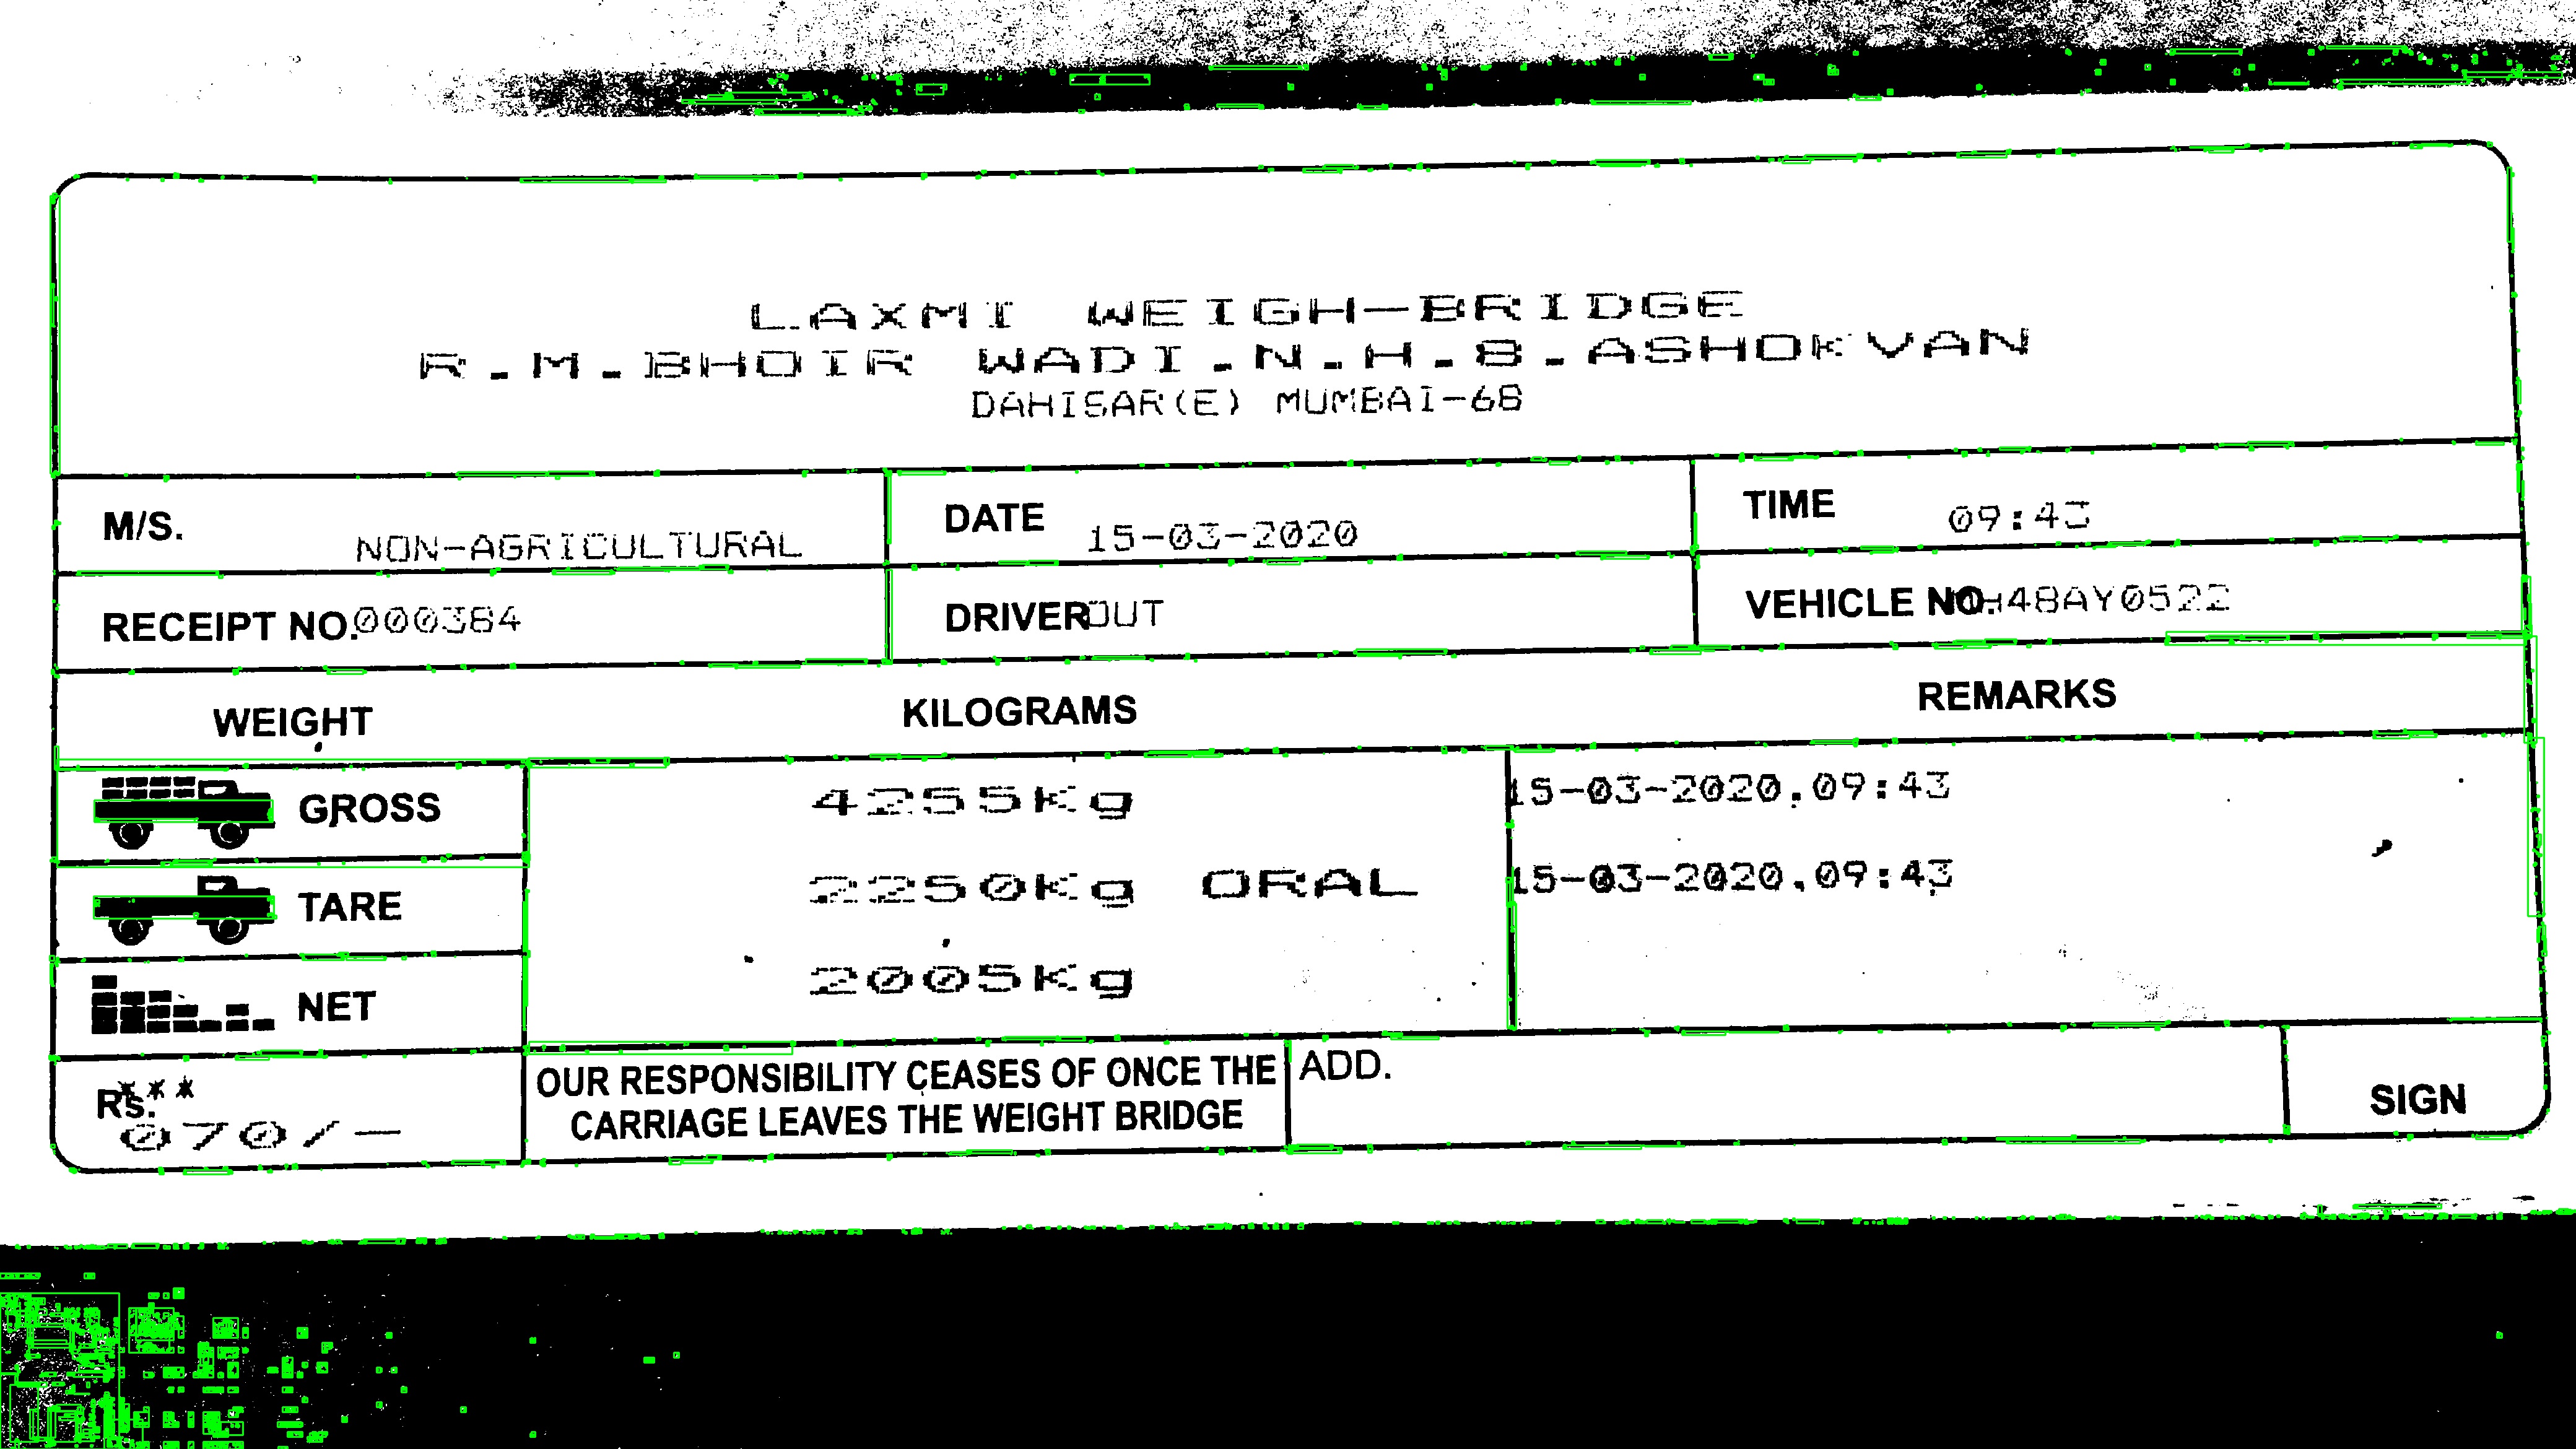 LAXMI WEIGH-BRIDGE
R.M.BHOIR WADI.N.H.8.ASHOKVAN
DAHISAR(E) MUMBAI-68
M/S. NON-AGRICULTURAL DATE 15-03-2020 TIME 09:43
RECEIPT NO. 000384 DRIVER OUT VEHICLE NO. MH48AY0522
WEIGHT KILOGRAMS REMARKS
GROSS 4255Kg 15-03-2020.09:43
TARE 2250Kg ORAL 15-03-2020.09:43
NET 2005Kg
Rs. ***
070/-
OUR RESPONSIBILITY CEASES OF ONCE THE
CARRIAGE LEAVES THE WEIGHT BRIDGE
ADD.
SIGN